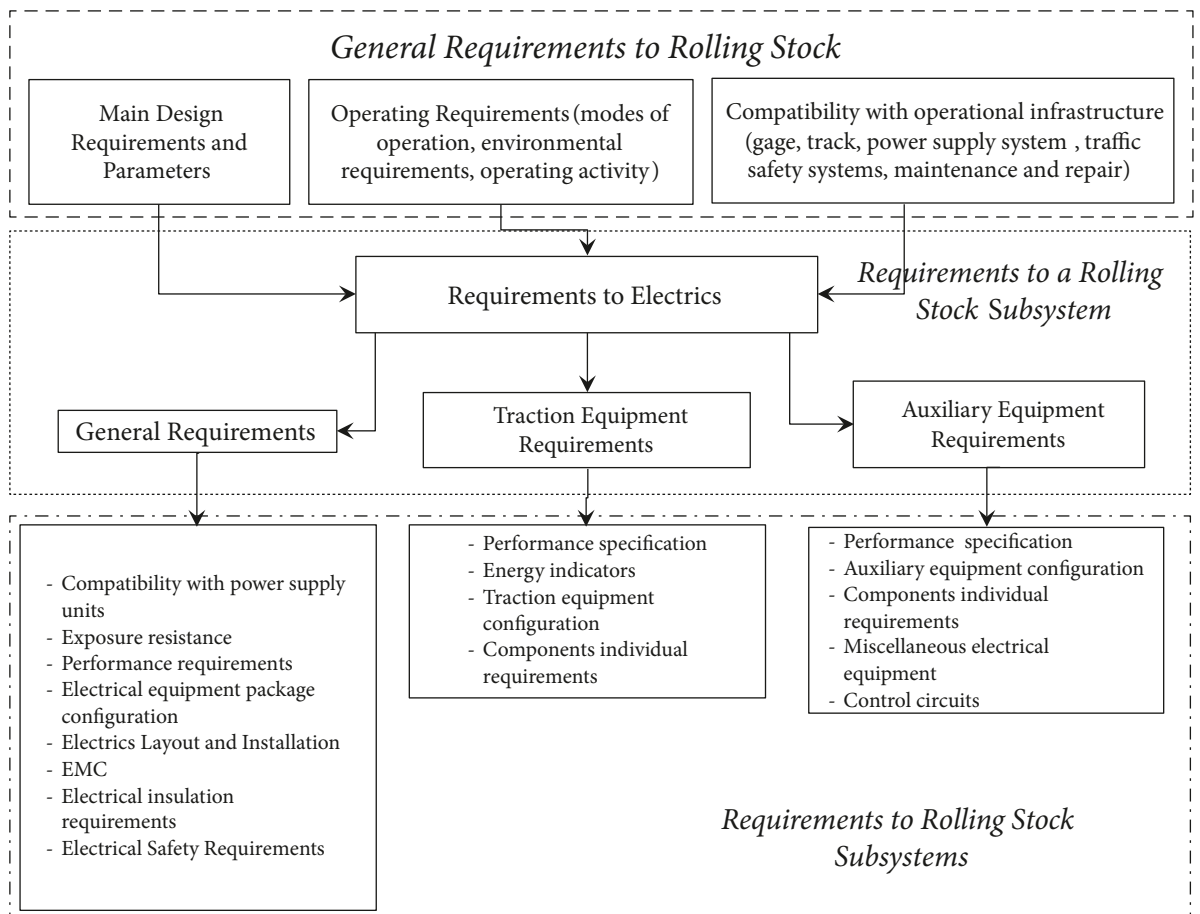 General Requirements to Rolling Stock
Main Design
Requirements and
Parameters
Operating Requirements (modes of
operation, environmental
requirements, operating activity)
Compatibility with operational infrastructure
(gage, track, power supply system , traffic
safety systems, maintenance and repair)
Requirements to Electrics
Requirements to a Rolling
Stock Subsystem
General Requirements
Traction Equipment
Requirements
Auxiliary Equipment
Requirements
- Compatibility with power supply
units
- Exposure resistance
- Performance requirements
- Electrical equipment package
configuration
- Electrics Layout and Installation
- EMC
- Electrical insulation
requirements
- Electrical Safety Requirements
- Performance specification
- Energy indicators
- Traction equipment
configuration
- Components individual
requirements
- Performance specification
- Auxiliary equipment configuration
- Components individual
requirements
- Miscellaneous electrical
equipment
- Control circuits
Requirements to Rolling Stock
Subsystems